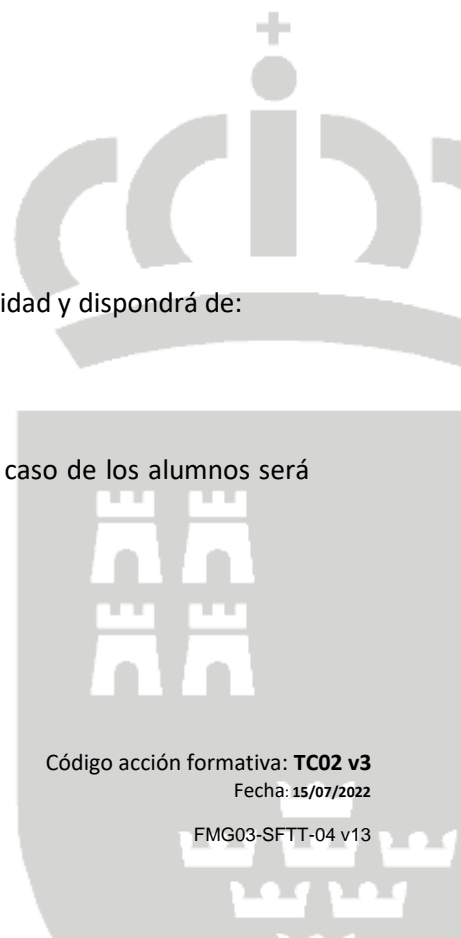 idad y dispondrá de:
caso de los alumnos será
Código acción formativa: TC02 v3
Fecha: 15/07/2022
FMG03-SFTT-04 v13